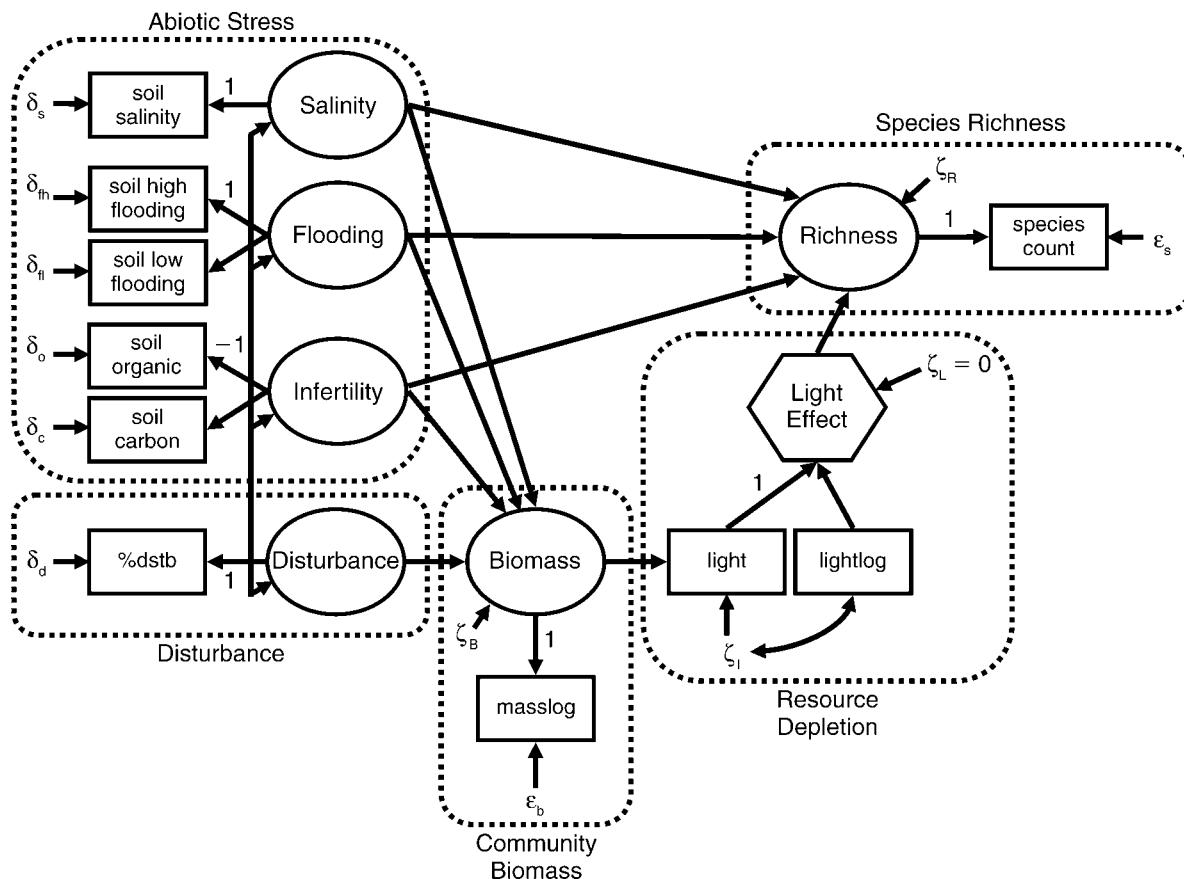 Abiotic Stress
δs
soil
salinity
1
Salinity
δfh
soil high
flooding
1
Flooding
δfl
soil low
flooding
δo
soil
organic
−1
Infertility
δc
soil
carbon
δd
%dstb
1
Disturbance
Disturbance
Biomass
ζB
1
masslog
εb
Community
Biomass
Species Richness
ζR
Richness
1
species
count
εs
Light
Effect
ζL = 0
1
light
lightlog
ζI
Resource
Depletion